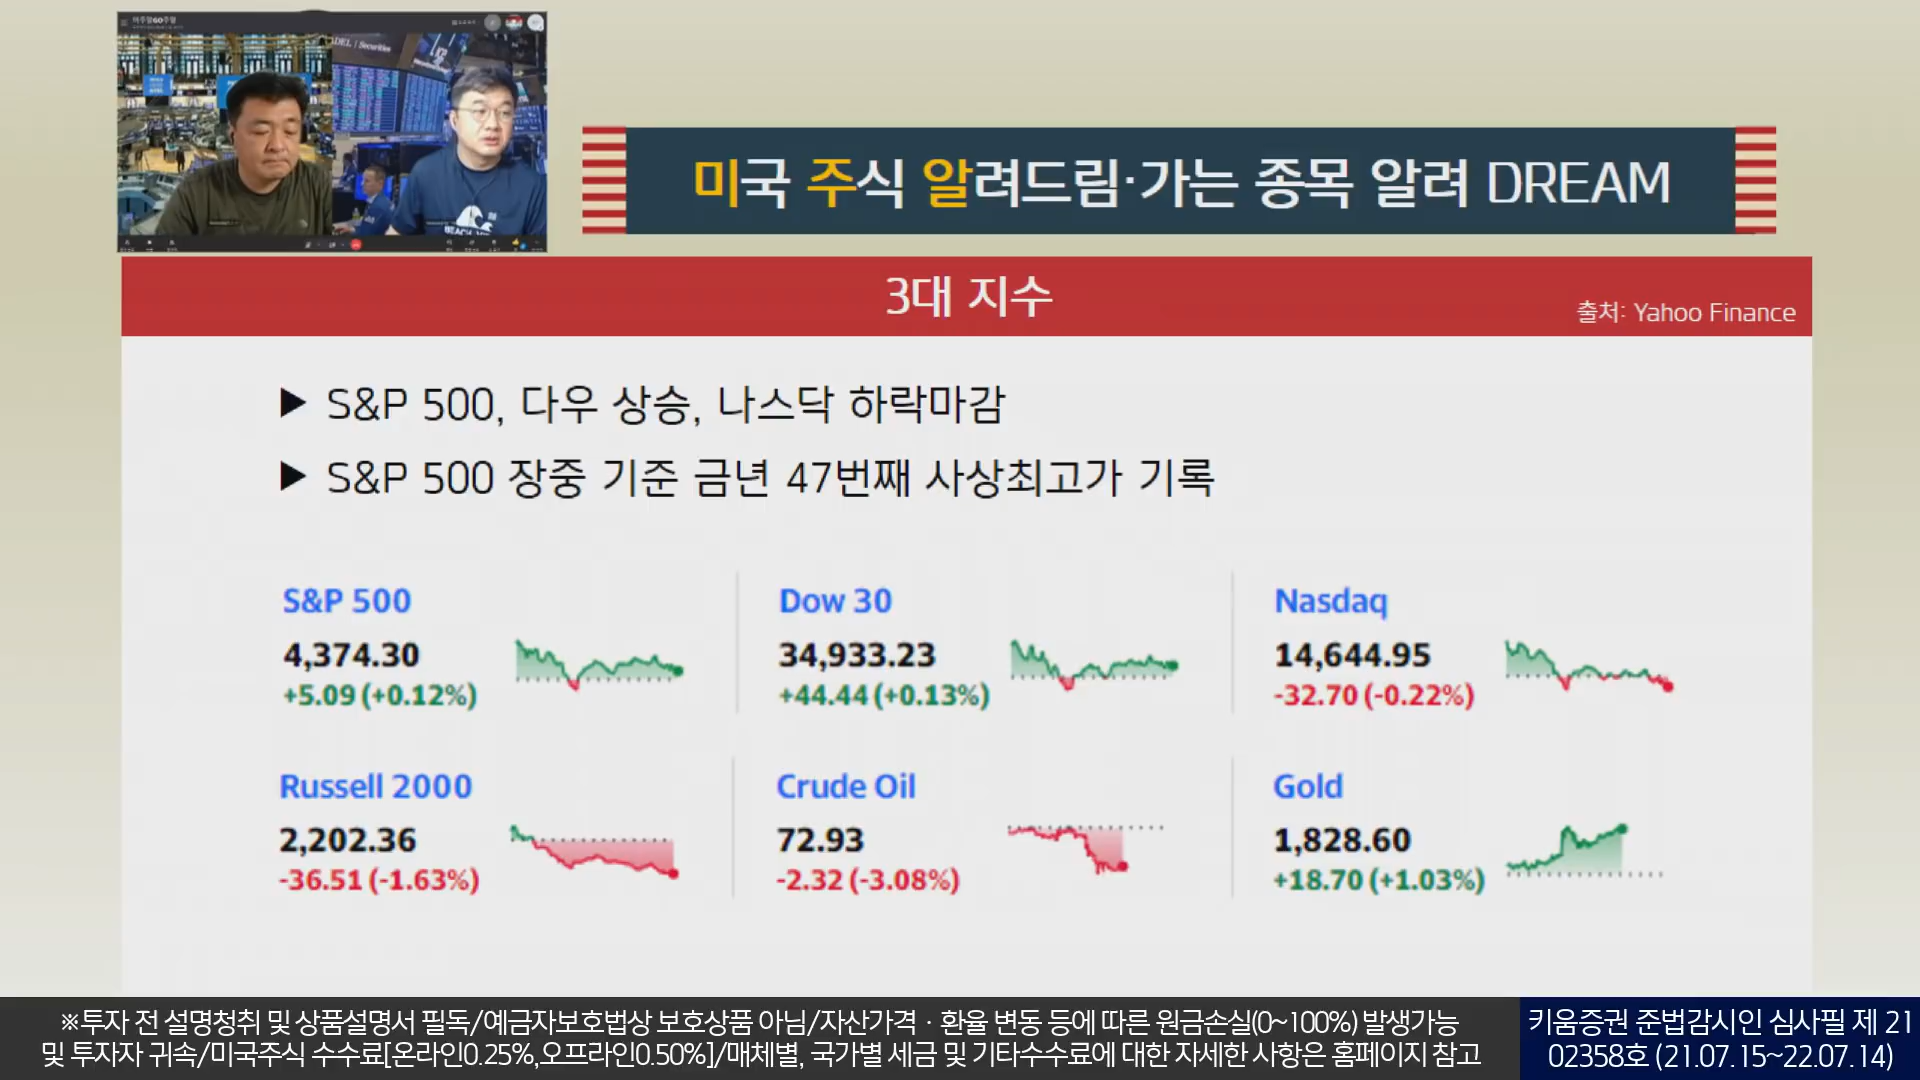 미주알GO주알
ADEL | Securities
BEACH
미국 주식 알려드림·가는 종목 알려 DREAM
3대 지수
출처: Yahoo Finance
▶ S&P 500, 다우 상승, 나스닥 하락마감
▶ S&P 500 장중 기준 금년 47번째 사상최고가 기록
S&P 500
4,374.30
+5.09 (+0.12%)
Dow 30
34,933.23
+44.44 (+0.13%)
Nasdaq
14,644.95
-32.70 (-0.22%)
Russell 2000
2,202.36
-36.51 (-1.63%)
Crude Oil
72.93
-2.32 (-3.08%)
Gold
1,828.60
+18.70 (+1.03%)
※투자 전 설명청취 및 상품설명서 필독/예금자보호법상 보호상품 아님/자산가격 · 환율 변동 등에 따른 원금손실(0~100%) 발생가능
및 투자자 귀속/미국주식 수수료[온라인0.25%,오프라인0.50%]/매체별, 국가별 세금 및 기타수수료에 대한 자세한 사항은 홈페이지 참고
키움증권 준법감시인 심사필 제 21
02358호 (21.07.15~22.07.14)